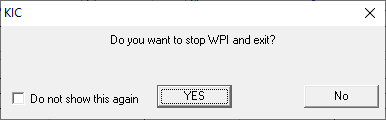 KIC
Do you want to stop WPI and exit?
Do not show this again
YES
No